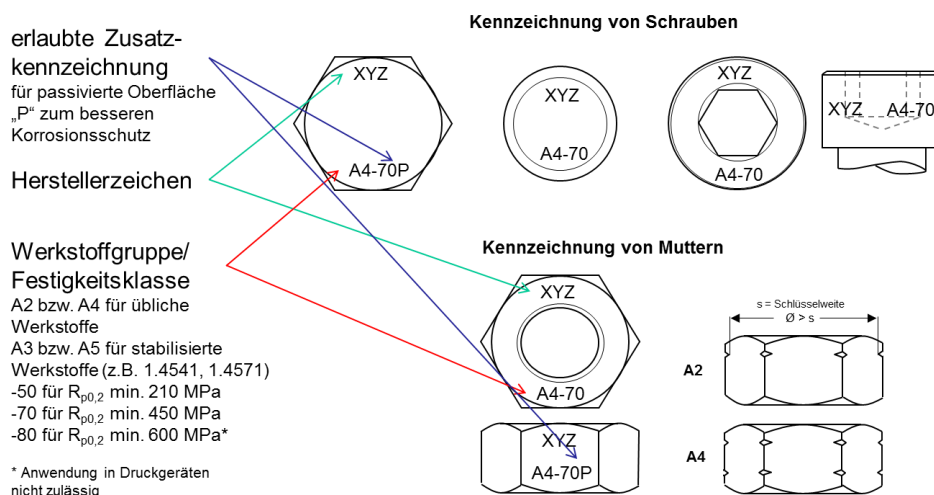 Kennzeichnung von Schrauben
erlaubte Zusatz-
kennzeichnung
für passivierte Oberfläche
„P“ zum besseren
Korrosionsschutz
Herstellerzeichen
Werkstoffgruppe/
Festigkeitsklasse
A2 bzw. A4 für übliche
Werkstoffe
A3 bzw. A5 für stabilisierte
Werkstoffe (z.B. 1.4541, 1.4571)
-50 für Rp0,2 min. 210 MPa
-70 für Rp0,2 min. 450 MPa
-80 für Rp0,2 min. 600 MPa*
* Anwendung in Druckgeräten
nicht zulässig
XYZ
A4-70P
XYZ
A4-70
XYZ
A4-70
XYZ A4-70
Kennzeichnung von Muttern
XYZ
A4-70
XYZ
A4-70P
s = Schlüsselweite
Ø > s
A2
A4